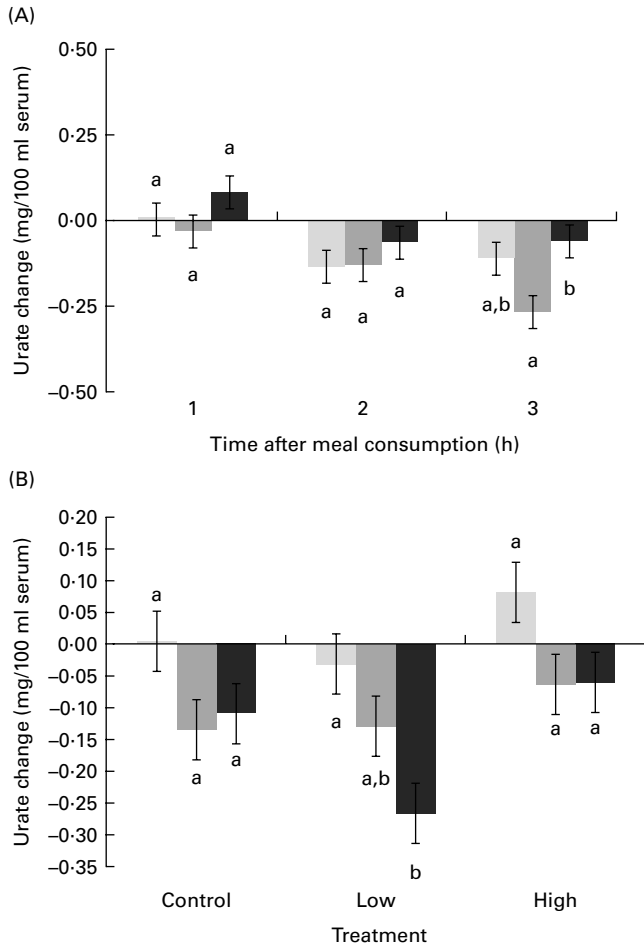 (A)
0·50
0·25
0·00
−0·25
−0·50
Urate change (mg/100 ml serum)
a
a
a
a
a
a
a,b
a
b
1 2 3
Time after meal consumption (h)
(B)
0·20
0·15
0·10
0·05
0·00
−0·05
−0·10
−0·15
−0·20
−0·25
−0·30
−0·35
Urate change (mg/100 ml serum)
a
a
a
a
a,b
b
a
a
a
Control Low High
Treatment